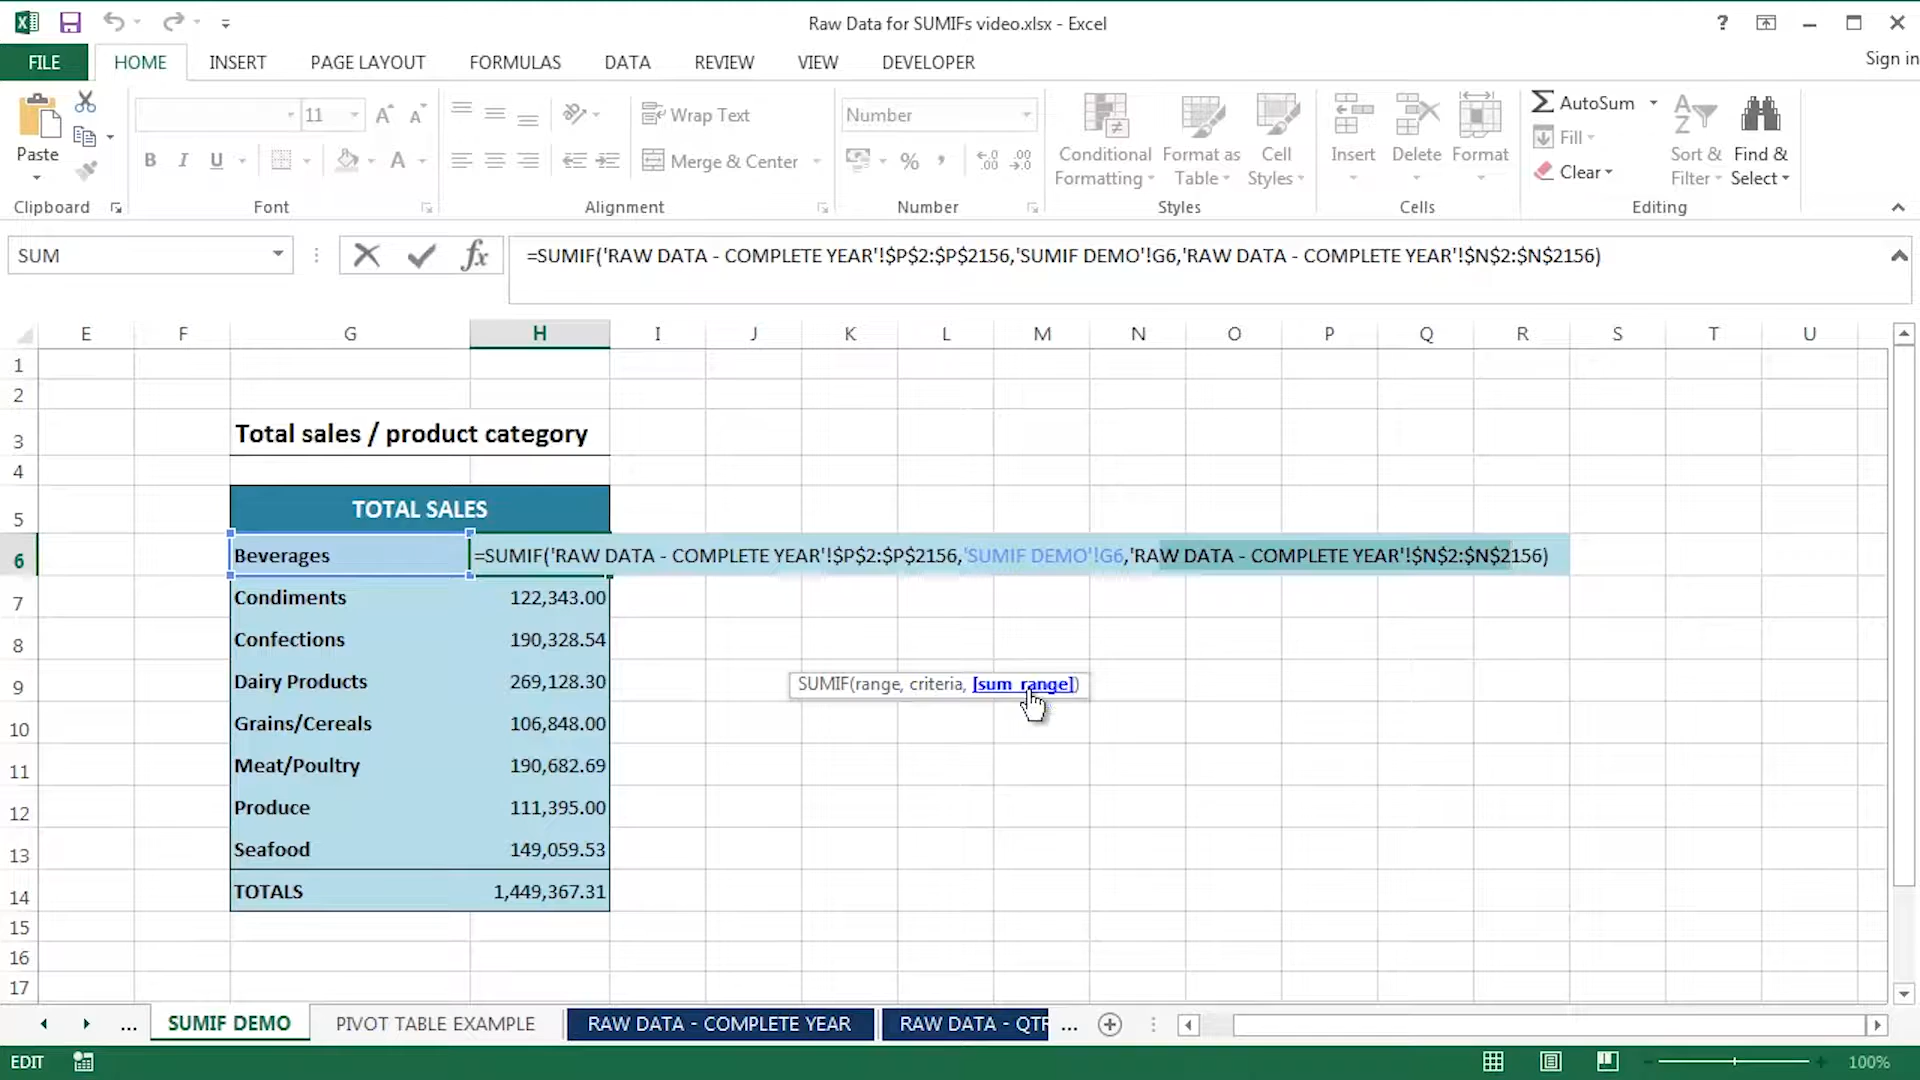 Raw Data for SUMIFs video.xlsx - Excel
?
FILE HOME INSERT PAGE LAYOUT FORMULAS DATA REVIEW VIEW DEVELOPER Sign in
Paste
Clipboard
11
B I U A
Font
Wrap Text
Merge & Center
Alignment
Number
% ,
Number
Conditional Formatting
Format as Table
Cell Styles
Styles
Insert Delete Format
Cells
AutoSum
Fill
Clear
Sort & Filter
Find & Select
Editing
SUM
fx
=SUMIF('RAW DATA - COMPLETE YEAR'!$P$2:$P$2156,'SUMIF DEMO'!G6,'RAW DATA - COMPLETE YEAR'!$N$2:$N$2156)
E F G H I J K L M N O P Q R S T U
1
2
3 Total sales / product category
4
5 TOTAL SALES
6 Beverages =SUMIF('RAW DATA - COMPLETE YEAR'!$P$2:$P$2156,'SUMIF DEMO'!G6,'RAW DATA - COMPLETE YEAR'!$N$2:$N$2156)
7 Condiments 122,343.00
8 Confections 190,328.54
9 Dairy Products 269,128.30
SUMIF(range, criteria, [sum_range])
10 Grains/Cereals 106,848.00
11 Meat/Poultry 190,682.69
12 Produce 111,395.00
13 Seafood 149,059.53
14 TOTALS 1,449,367.31
15
16
17
... SUMIF DEMO PIVOT TABLE EXAMPLE RAW DATA - COMPLETE YEAR RAW DATA - QTR ...
EDIT 100%